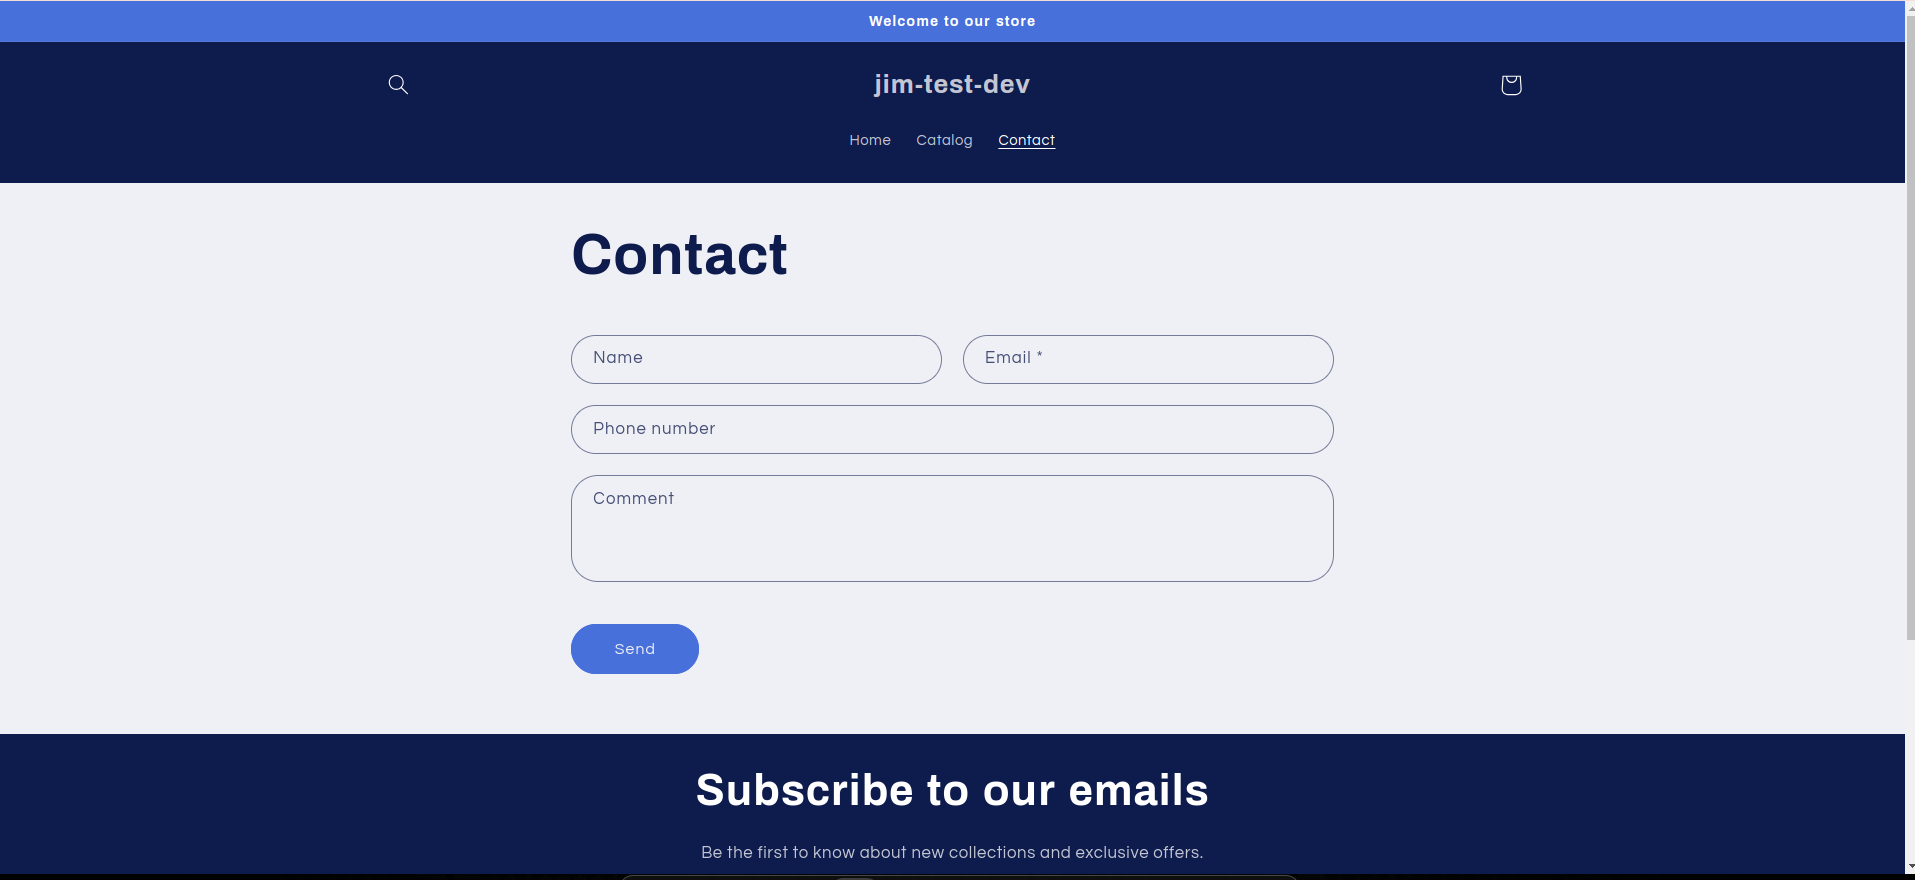 Welcome to our store
jim-test-dev
Home Catalog Contact
Contact
Name Email *
Phone number
Comment
Send
Subscribe to our emails
Be the first to know about new collections and exclusive offers.